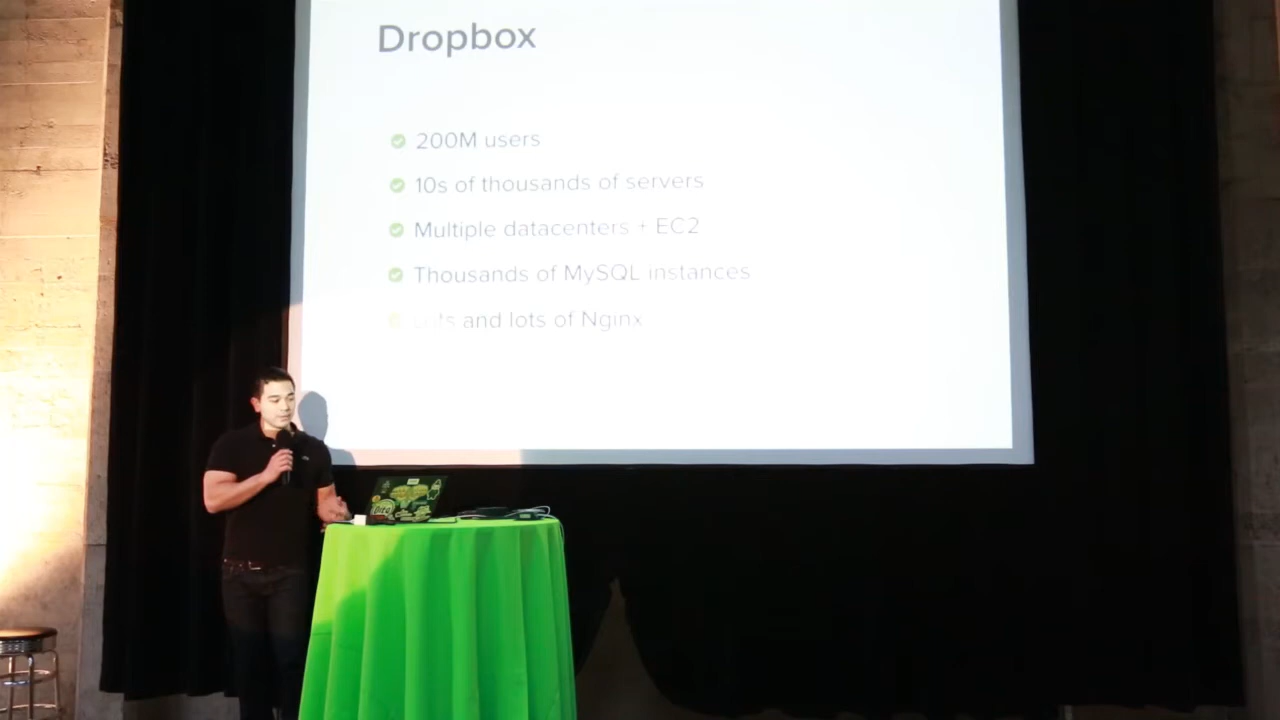 Dropbox
200M users
10s of thousands of servers
Multiple datacenters + EC2
Thousands of MySQL instances
Lots and lots of Nginx